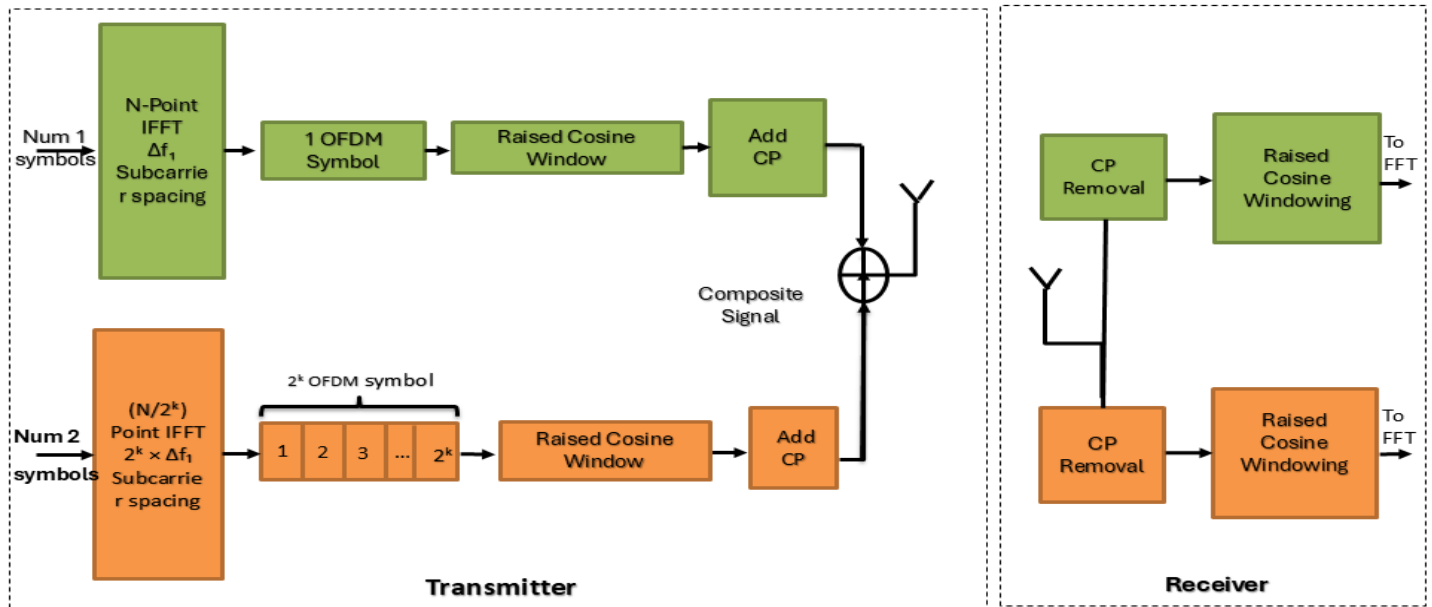 Num 1
symbols
N-Point
IFFT
Δf₁
Subcarrie
r spacing
1 OFDM
Symbol
Raised Cosine
Window
Add
CP
Composite
Signal
Num 2
symbols
(N/2ᵏ)
Point IFFT
2ᵏ × Δf₁
Subcarrie
r spacing
2ᵏ OFDM symbol
1 2 3 ... 2ᵏ
Raised Cosine
Window
Add
CP
Transmitter
CP
Removal
Raised
Cosine
Windowing
To
FFT
CP
Removal
Raised
Cosine
Windowing
To
FFT
Receiver